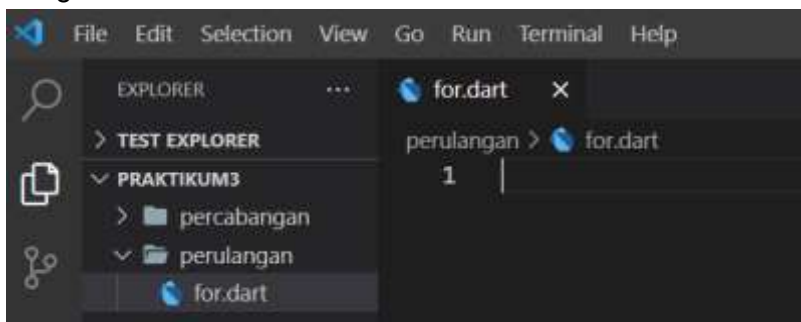 File Edit Selection View Go Run Terminal Help
EXPLORER ...
TEST EXPLORER
PRAKTIKUM3
percabangan
perulangan
for.dart
for.dart ×
perulangan > for.dart
1